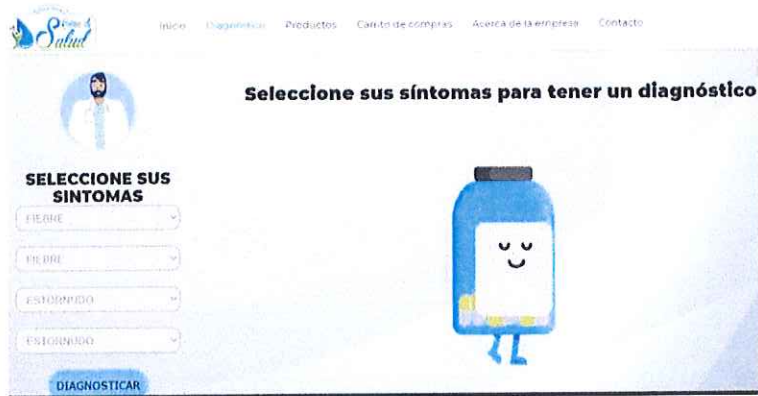 Salud
Inicio Diagnóstico Productos Carrito de compras Acerca de la empresa Contacto
Seleccione sus síntomas para tener un diagnóstico
SELECCIONE SUS
SINTOMAS
FIEBRE
FIEBRE
ESTORNUDO
ESTORNUDO
DIAGNOSTICAR